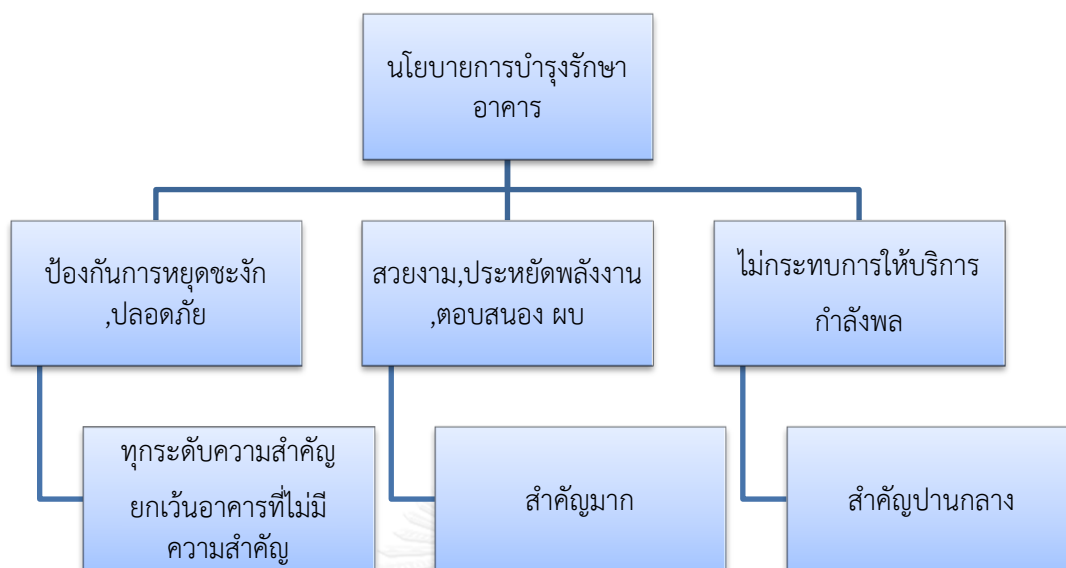 นโยบายการบำรุงรักษา
อาคาร
ป้องกันการหยุดชะงัก
,ปลอดภัย
สวยงาม,ประหยัดพลังงาน
,ตอบสนอง ผบ
ไม่กระทบการให้บริการ
กำลังพล
ทุกระดับความสำคัญ
ยกเว้นอาคารที่ไม่มี
ความสำคัญ
สำคัญมาก
สำคัญปานกลาง